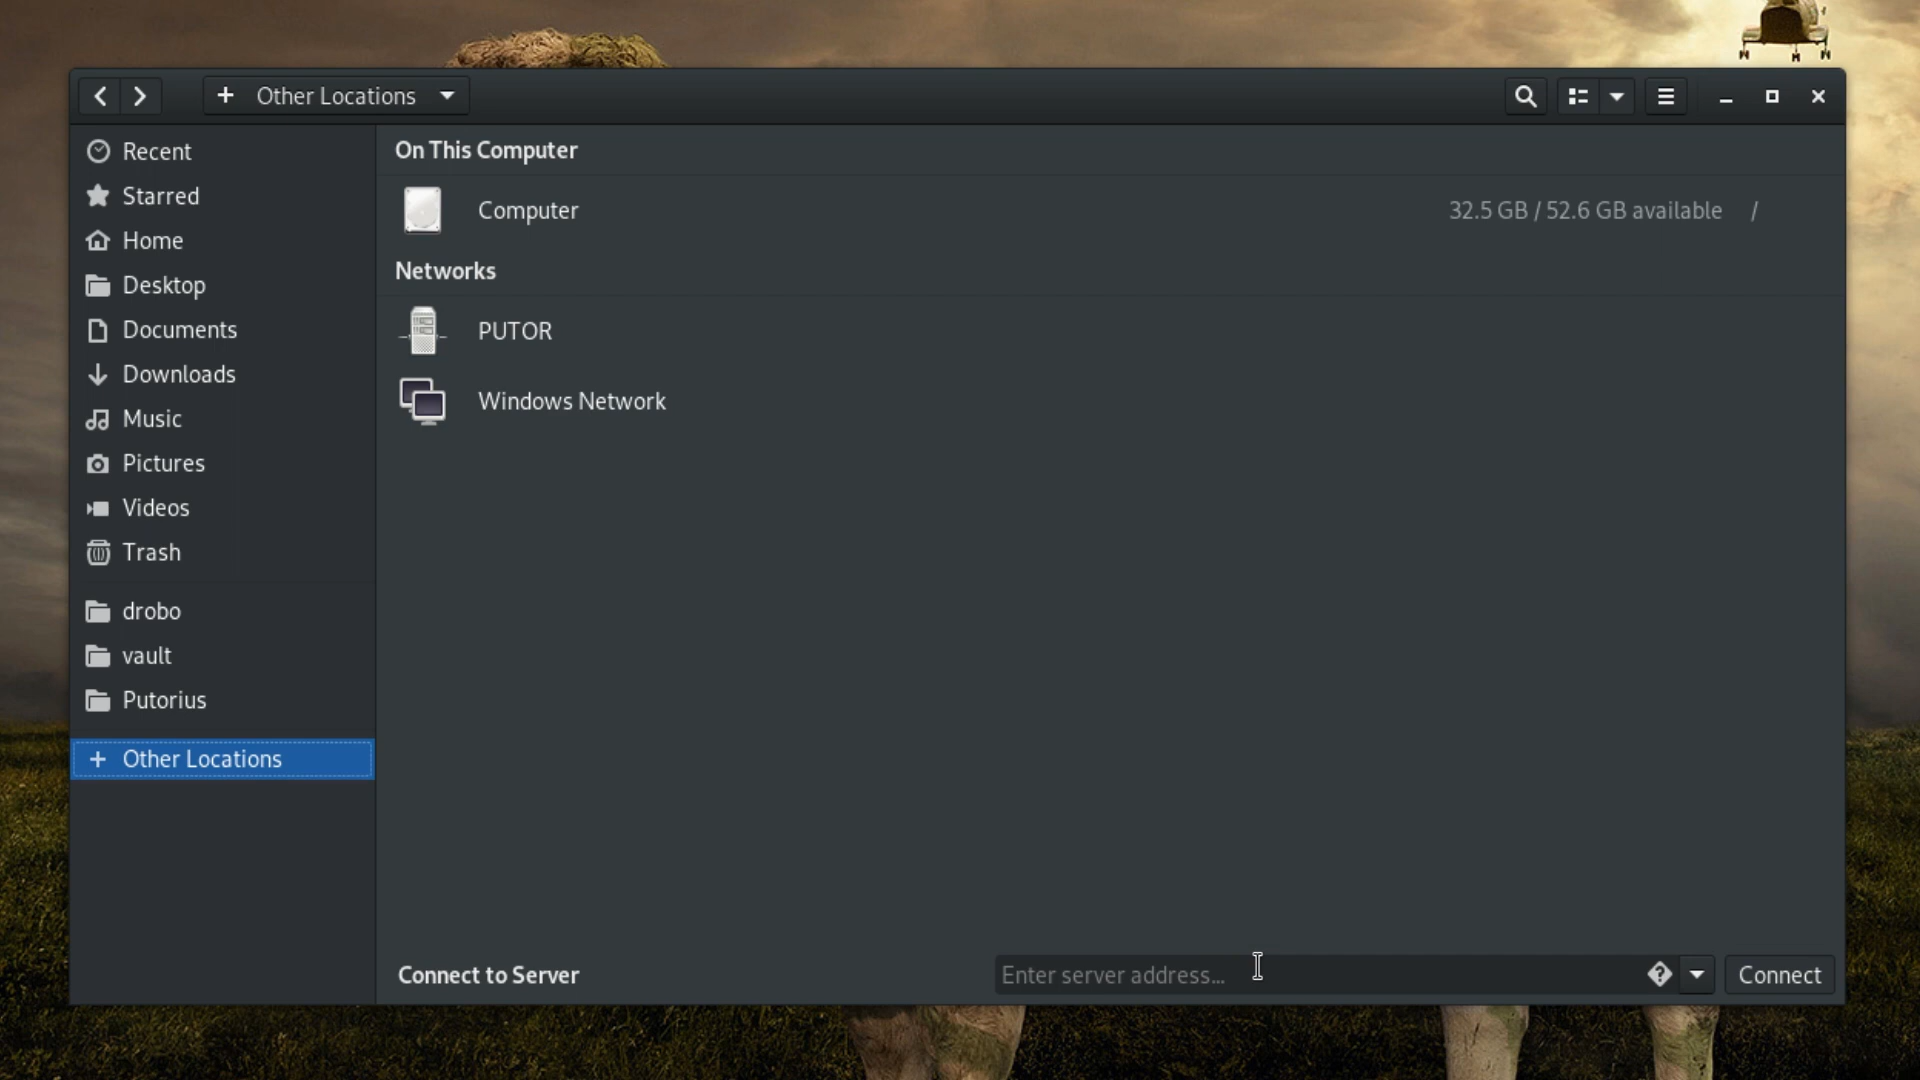 Other Locations
Recent
Starred
Home
Desktop
Documents
Downloads
Music
Pictures
Videos
Trash
drobo
vault
Putorius
Other Locations
On This Computer
Computer 32.5 GB / 52.6 GB available /
Networks
PUTOR
Windows Network
Connect to Server Enter server address... Connect